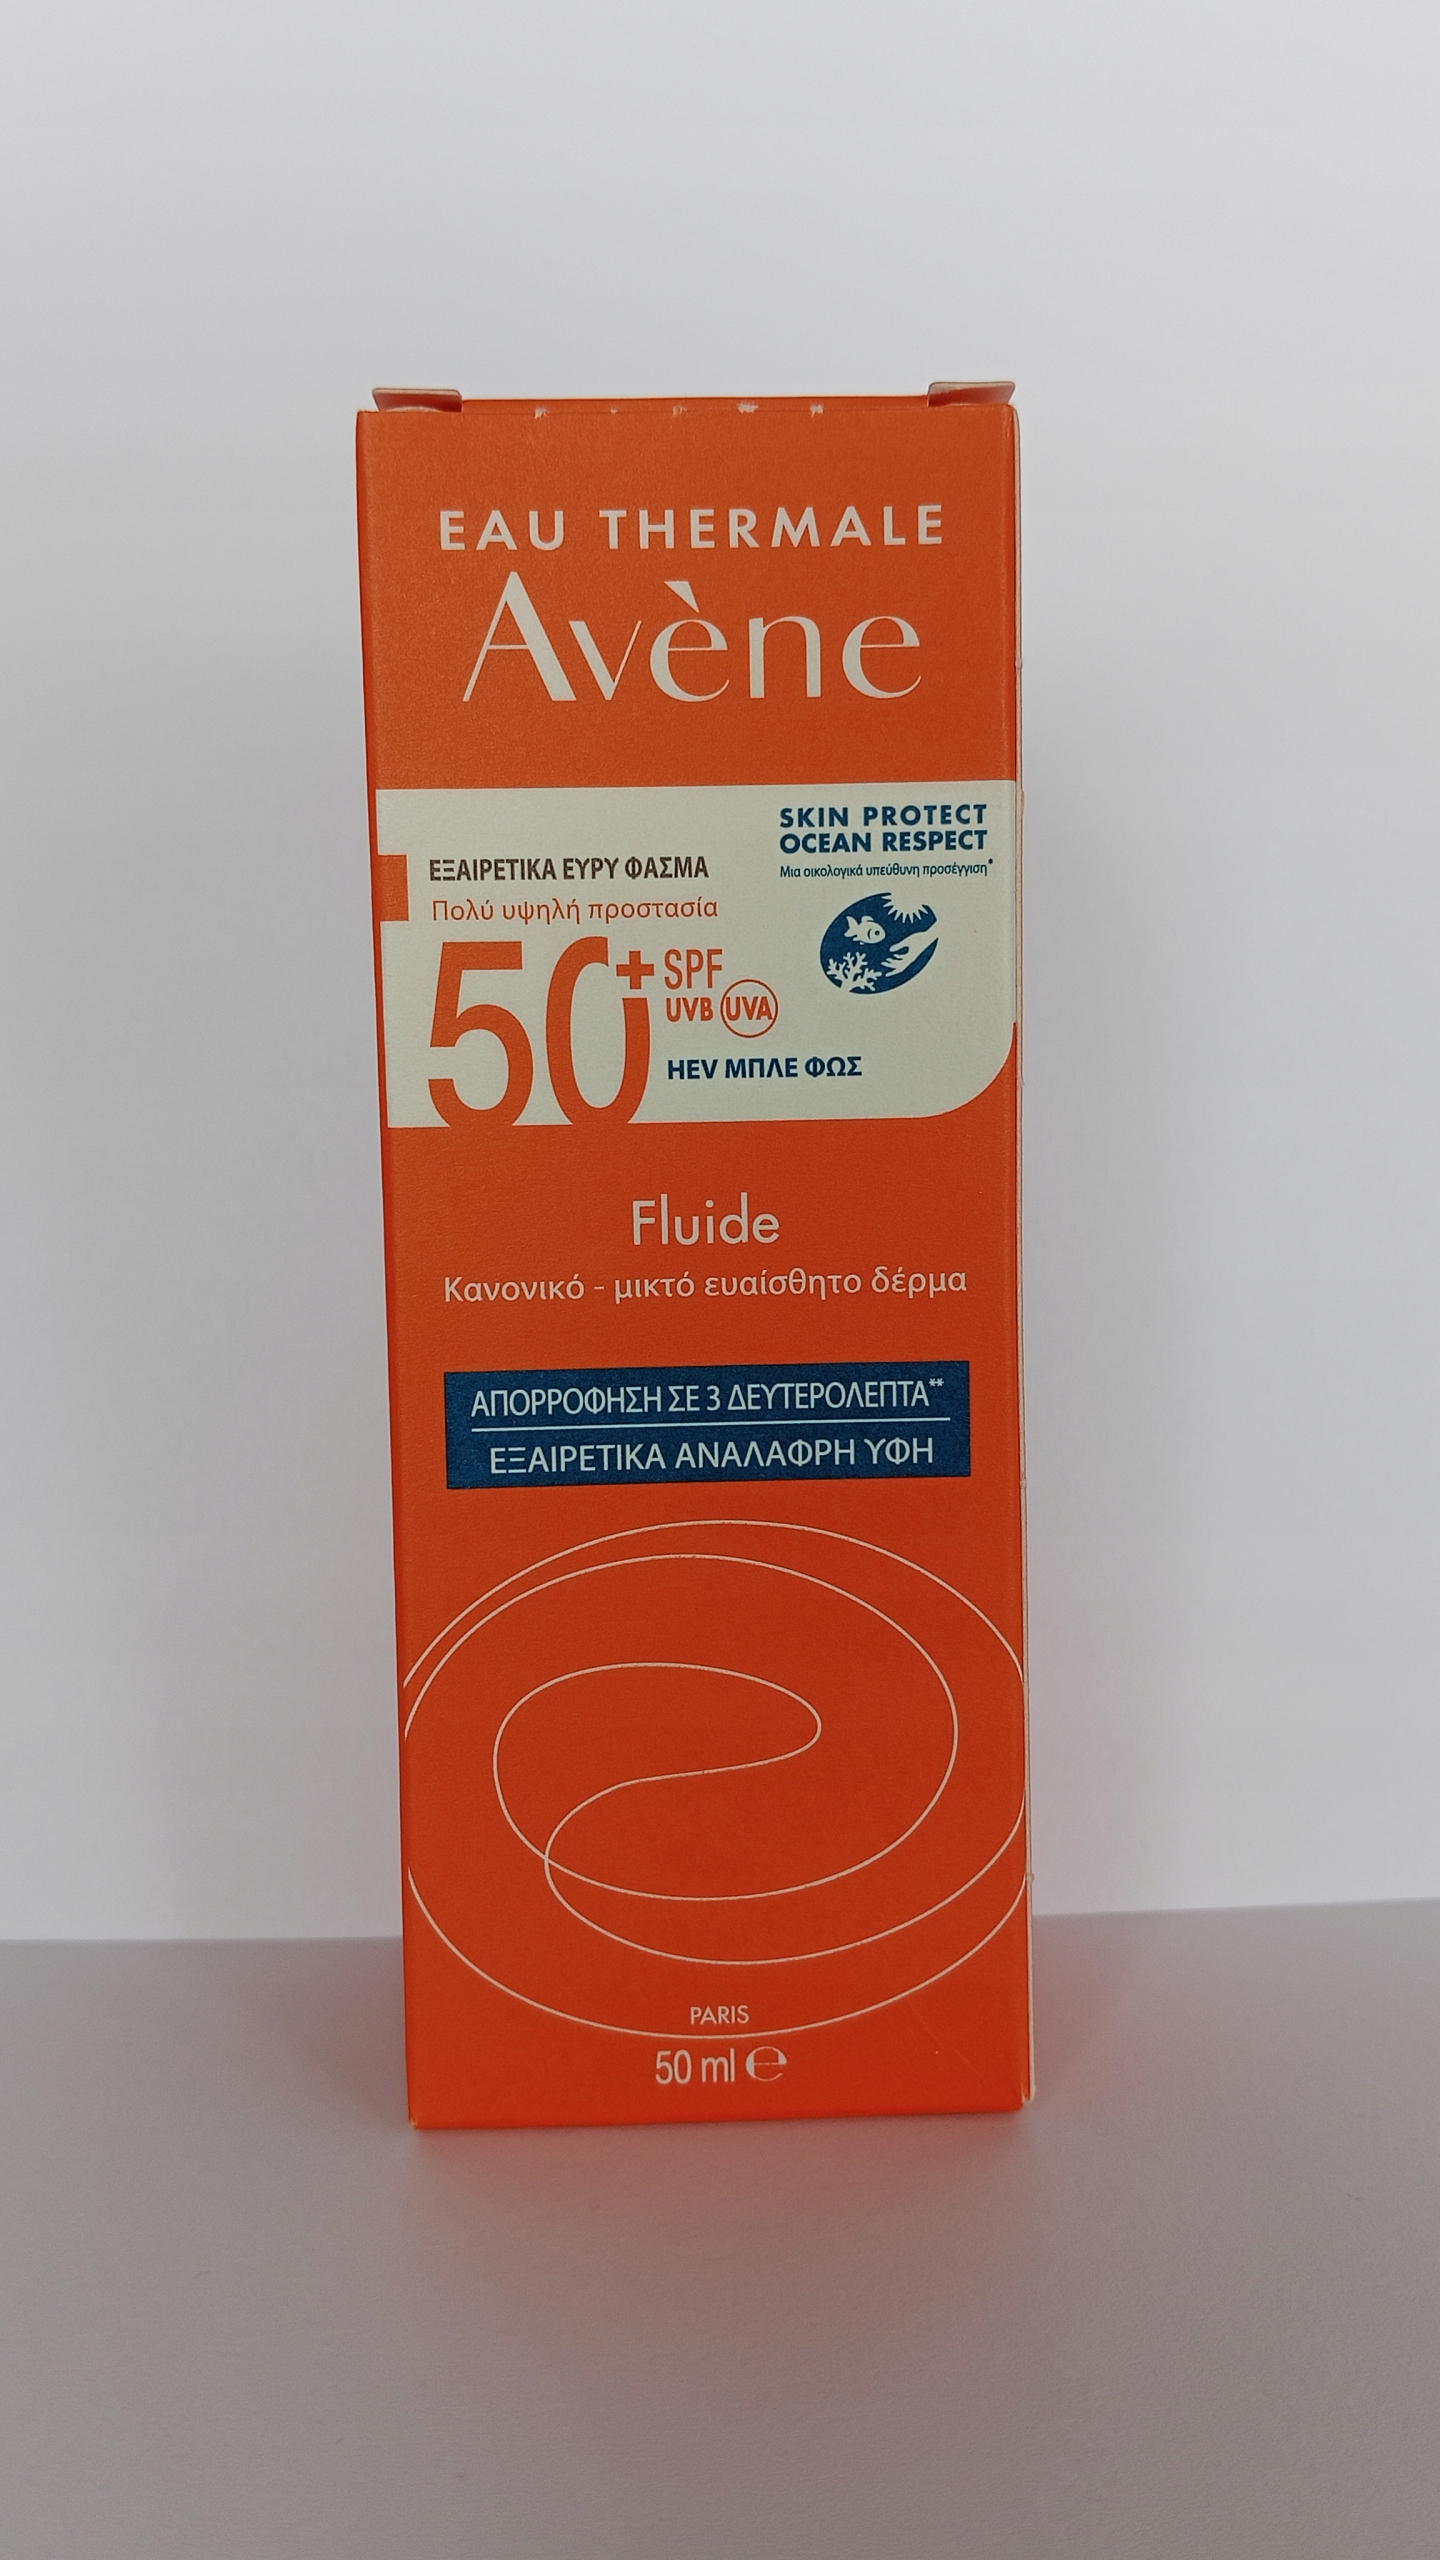 EAU THERMALE
Avène
SKIN PROTECT
OCEAN RESPECT
Μια οικολογικά υπεύθυνη προσέγγιση*
ΕΞΑΙΡΕΤΙΚΑ ΕΥΡΥ ΦΑΣΜΑ
Πολύ υψηλή προστασία
50+ SPF
UVB UVA
HEV ΜΠΛΕ ΦΩΣ
Fluide
Κανονικό - μικτό ευαίσθητο δέρμα
ΑΠΟΡΡΟΦΗΣΗ ΣΕ 3 ΔΕΥΤΕΡΟΛΕΠΤΑ**
ΕΞΑΙΡΕΤΙΚΑ ΑΝΑΛΑΦΡΗ ΥΦΗ
PARIS
50 ml ℮